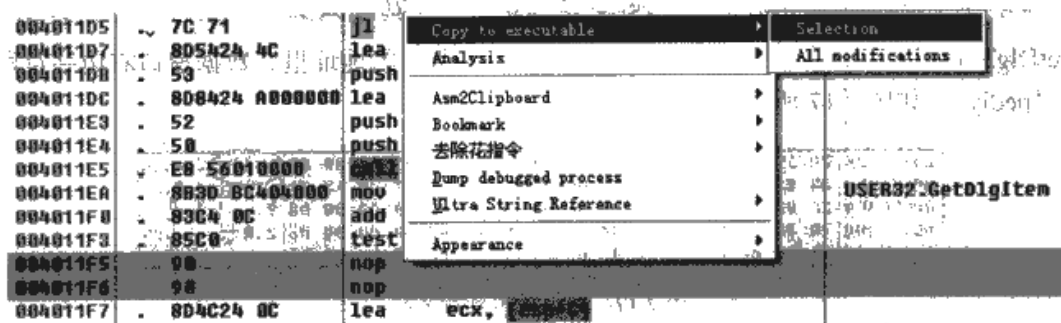 004011D5 . 7C 71 jl
004011D7 . 8D5424 4C lea
004011DB . 53 push
004011DC . 8D8424 A0000000 lea
004011E3 . 52 push
004011E4 . 50 push
004011E5 . E8 56010000 call
004011EA . 8B3D BC404000 mov
004011F0 . 83C4 0C add
004011F3 . 85C0 test
004011F5 90 nop
004011F6 90 nop
004011F7 . 8D4C24 0C lea ecx,
Copy to executable
Analysis
Asm2Clipboard
Bookmark
去除花指令
Dump debugged process
Ultra String Reference
Appearance
Selection
All modifications
USER32.GetDlgItem